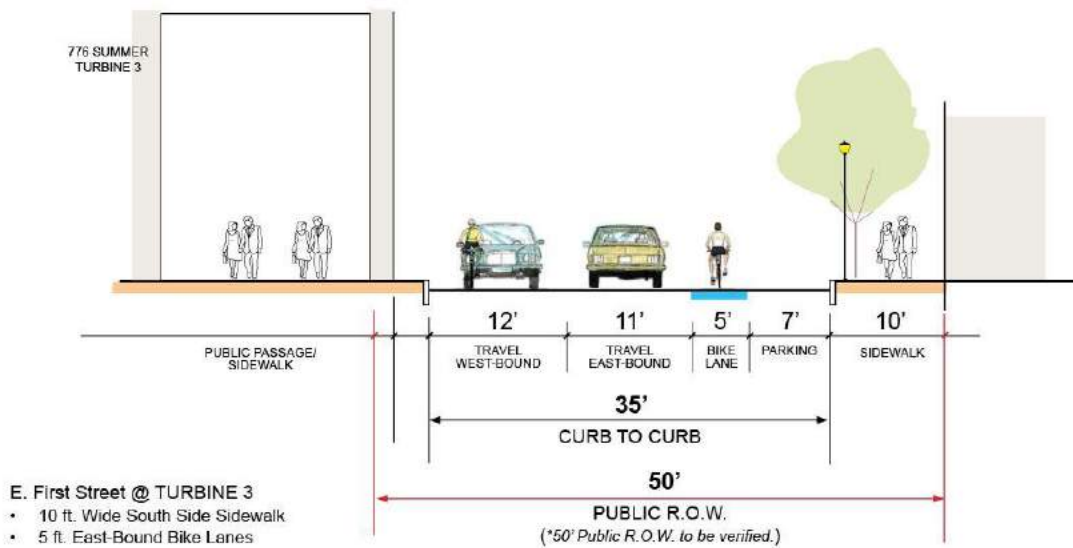 776 SUMMER
TURBINE 3
12'
11'
5'
7'
10'
PUBLIC PASSAGE/
SIDEWALK
TRAVEL
WEST-BOUND
TRAVEL
EAST-BOUND
BIKE
LANE
PARKING
SIDEWALK
35'
CURB TO CURB
50'
PUBLIC R.O.W.
(*50' Public R.O.W. to be verified.)
E. First Street @ TURBINE 3
• 10 ft. Wide South Side Sidewalk
• 5 ft. East-Bound Bike Lanes